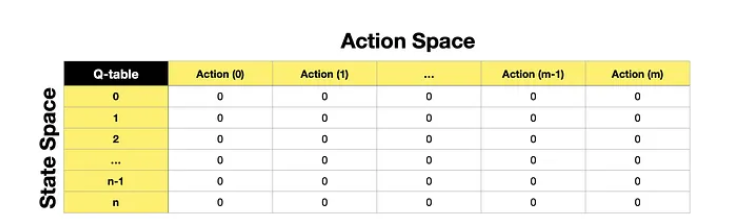 Action Space
State Space
Q-table Action (0) Action (1) ... Action (m-1) Action (m)
0 0 0 0 0 0
1 0 0 0 0 0
2 0 0 0 0 0
... 0 0 0 0 0
n-1 0 0 0 0 0
n 0 0 0 0 0